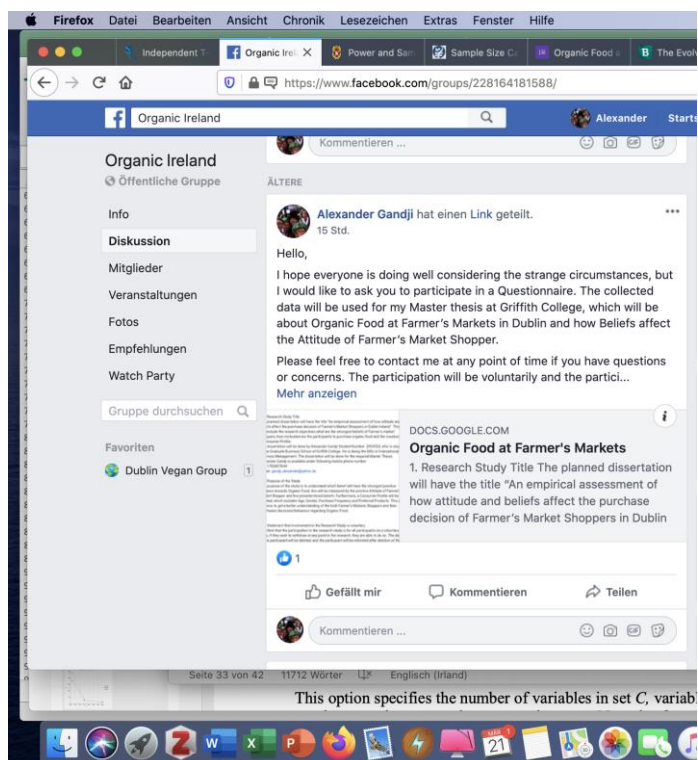 Firefox Datei Bearbeiten Ansicht Chronik Lesezeichen Extras Fenster Hilfe
Independent T
Organic Irel
Power and Sam
Sample Size Ca
Organic Food a
B The Evolv
https://www.facebook.com/groups/228164181588/
Organic Ireland
Alexander Starts
Organic Ireland
Öffentliche Gruppe
Info
Diskussion
Mitglieder
Veranstaltungen
Fotos
Empfehlungen
Watch Party
Gruppe durchsuchen
Favoriten
Dublin Vegan Group 1
Kommentieren ...
GIF
ÄLTERE
Alexander Gandji hat einen Link geteilt.
15 Std.
Hello,
I hope everyone is doing well considering the strange circumstances, but
I would like to ask you to participate in a Questionnaire. The collected
data will be used for my Master thesis at Griffith College, which will be
about Organic Food at Farmer's Markets in Dublin and how Beliefs affect
the Attitude of Farmer's Market Shopper.
Please feel free to contact me at any point of time if you have questions
or concerns. The participation will be voluntarily and the partici...
Mehr anzeigen
DOCS.GOOGLE.COM
Organic Food at Farmer's Markets
1. Research Study Title The planned dissertation
will have the title “An empirical assessment of
how attitude and beliefs affect the purchase
decision of Farmer's Market Shoppers in Dublin
1
Gefällt mir Kommentieren Teilen
Kommentieren ...
GIF
Seite 33 von 42 11712 Wörter Englisch (Irland)
This option specifies the number of variables in set C, variabl
21